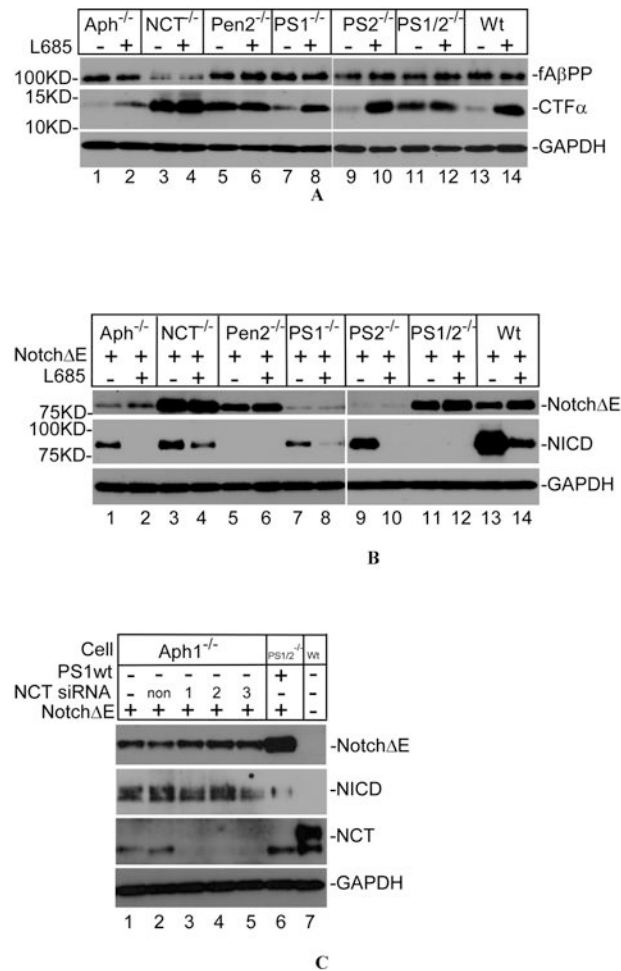 Aph-/- NCT-/- Pen2-/- PS1-/- PS2-/- PS1/2-/- Wt
L685 - + - + - + - + - + - + - +
100KD- -fAβPP
15KD- -CTFα
10KD-
-GAPDH
1 2 3 4 5 6 7 8 9 10 11 12 13 14
A
Aph-/- NCT-/- Pen2-/- PS1-/- PS2-/- PS1/2-/- Wt
NotchΔE + + + + + + + + + + + + + +
L685 - + - + - + - + - + - + - +
75KD- -NotchΔE
100KD-
75KD- -NICD
-GAPDH
1 2 3 4 5 6 7 8 9 10 11 12 13 14
B
Cell Aph1-/- PS1/2-/- Wt
PS1wt - - - - - + -
NCT siRNA - non 1 2 3 - -
NotchΔE + + + + + + -
-NotchΔE
-NICD
-NCT
-GAPDH
1 2 3 4 5 6 7
C